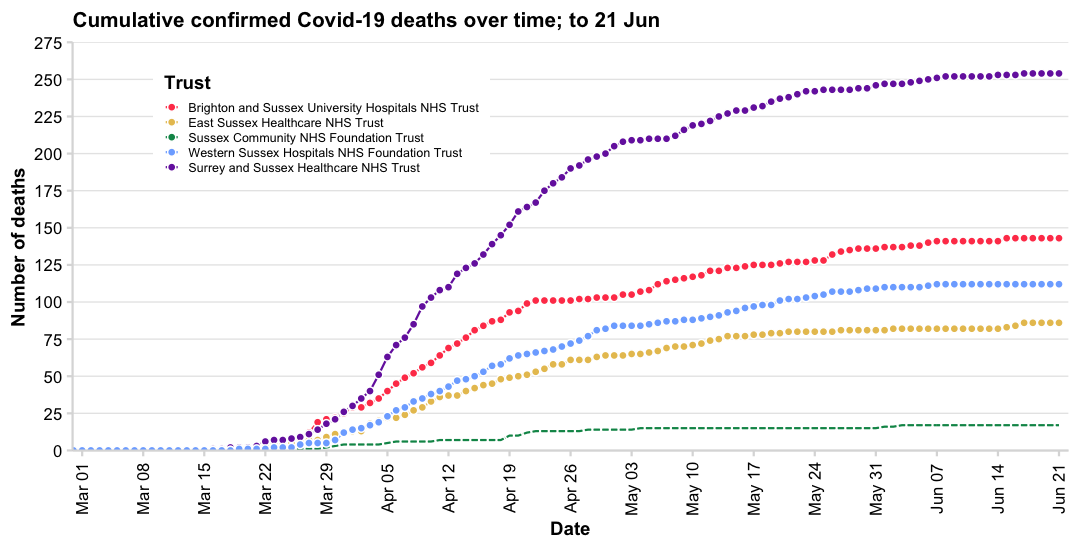 Cumulative confirmed Covid-19 deaths over time; to 21 Jun
275
250
225
200
175
150
125
100
75
50
25
0
Number of deaths
Trust
Brighton and Sussex University Hospitals NHS Trust
East Sussex Healthcare NHS Trust
Sussex Community NHS Foundation Trust
Western Sussex Hospitals NHS Foundation Trust
Surrey and Sussex Healthcare NHS Trust
Mar 01
Mar 08
Mar 15
Mar 22
Mar 29
Apr 05
Apr 12
Apr 19
Apr 26
May 03
May 10
May 17
May 24
May 31
Jun 07
Jun 14
Jun 21
Date